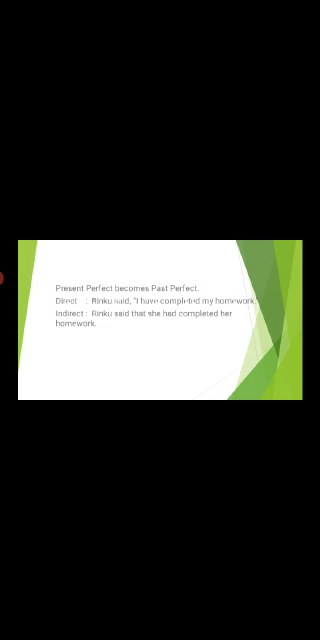 Present Perfect becomes Past Perfect.
Direct : Rinku said, "I have completed my homework."
Indirect : Rinku said that she had completed her
homework.